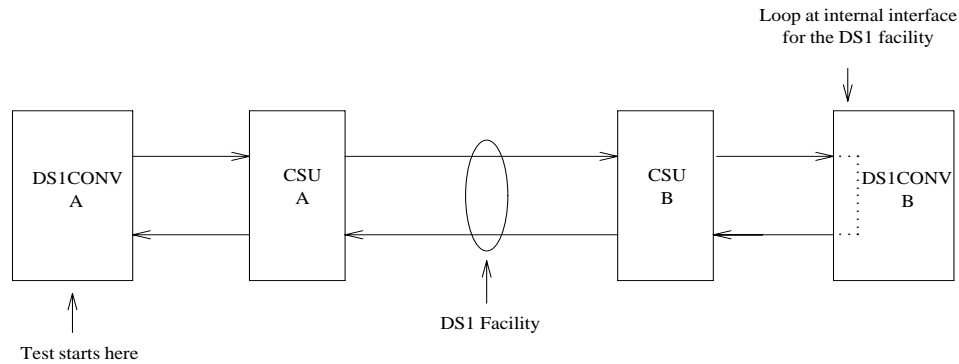 Loop at internal interface
for the DS1 facility
DS1CONV
A
CSU
A
CSU
B
DS1CONV
B
DS1 Facility
Test starts here